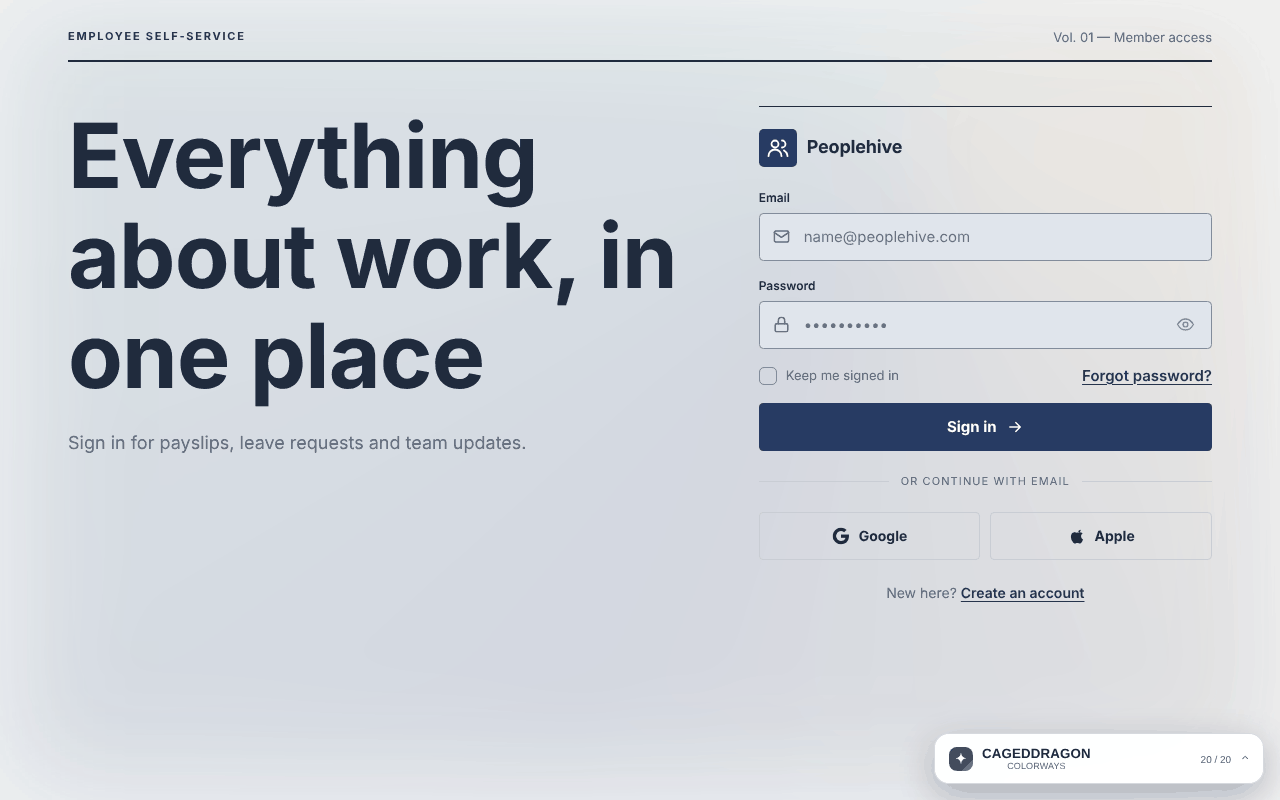 EMPLOYEE SELF-SERVICE
Vol. 01 — Member access
Everything
about work, in
one place
Sign in for payslips, leave requests and team updates.
Peoplehive
Email
name@peoplehive.com
Password
••••••••••
Keep me signed in
Forgot password?
Sign in →
OR CONTINUE WITH EMAIL
Google
Apple
New here? Create an account
CAGEDDRAGON
COLORWAYS
20 / 20